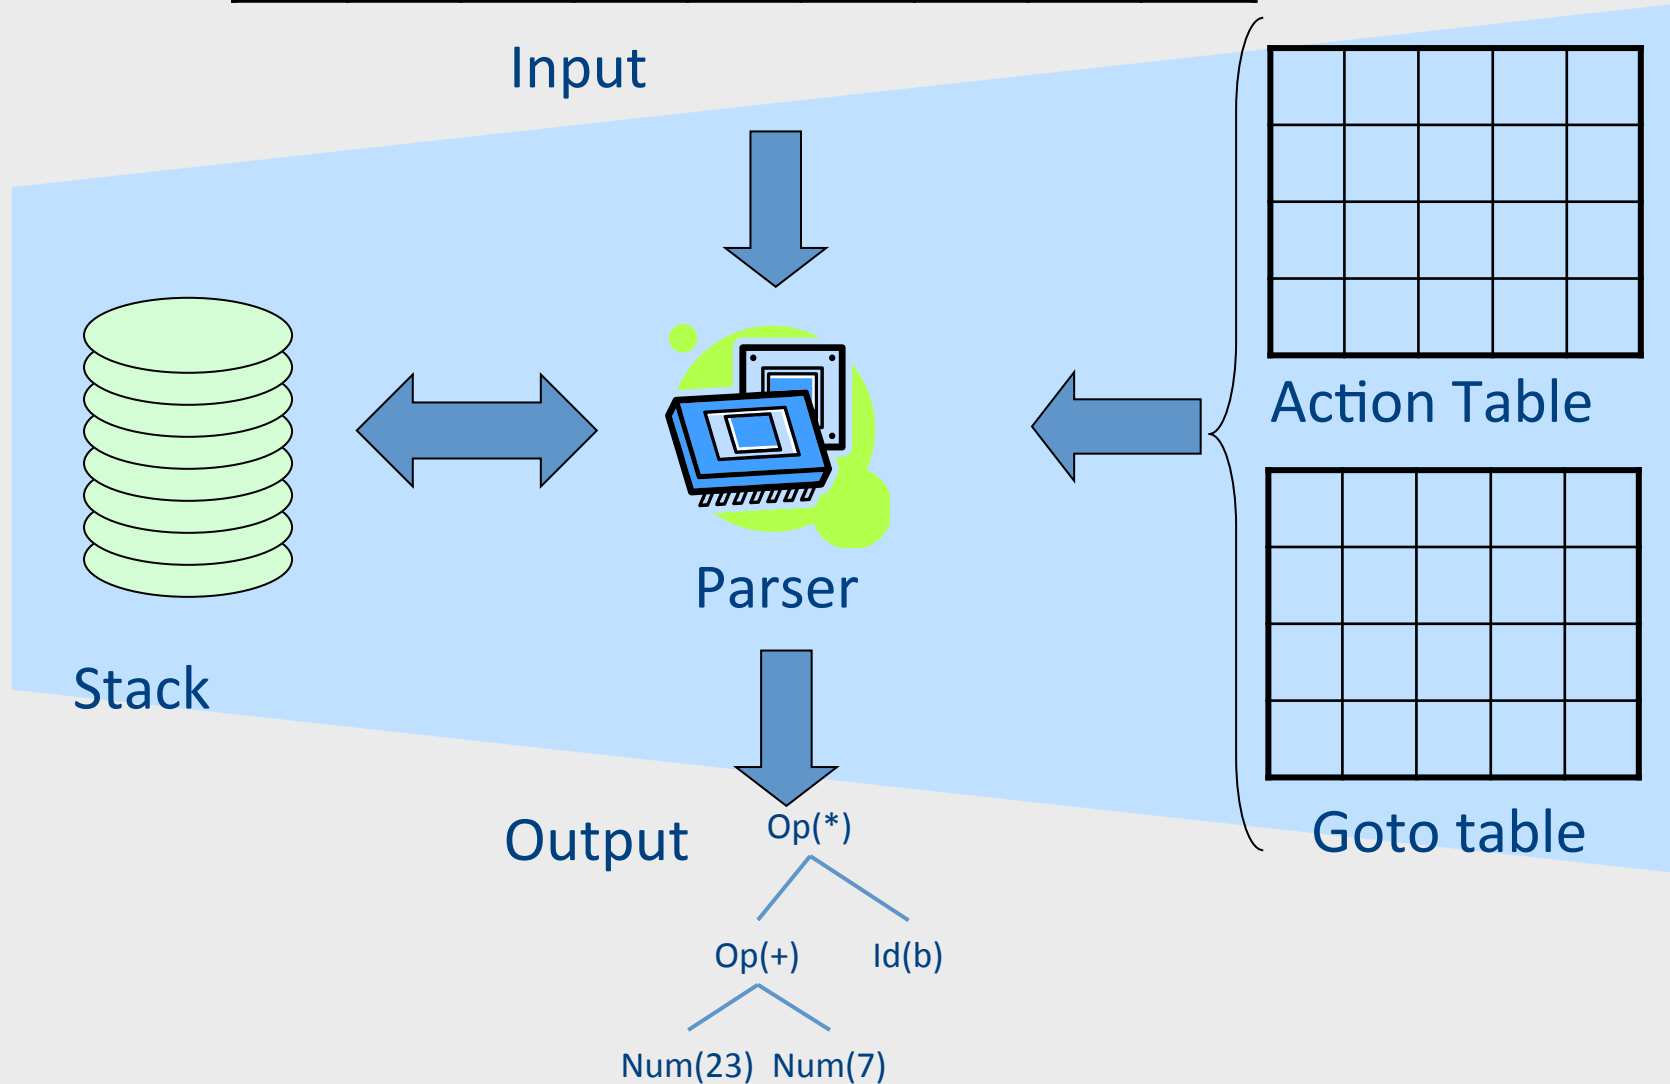 Input
Action Table
Parser
Stack
Output
Op(*)
Goto table
Op(+) Id(b)
Num(23) Num(7)